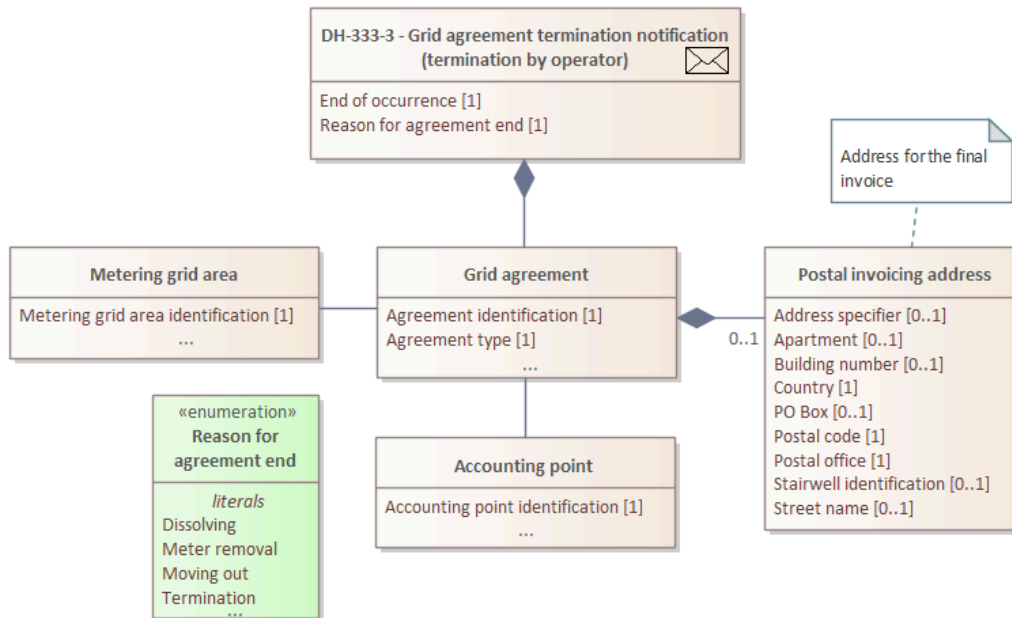 DH-333-3 - Grid agreement termination notification
(termination by operator)
End of occurrence [1]
Reason for agreement end [1]
Address for the final
invoice
Metering grid area
Metering grid area identification [1]
...
Grid agreement
Agreement identification [1]
Agreement type [1]
...
0..1
Postal invoicing address
Address specifier [0..1]
Apartment [0..1]
Building number [0..1]
Country [1]
PO Box [0..1]
Postal code [1]
Postal office [1]
Stairwell identification [0..1]
Street name [0..1]
«enumeration»
Reason for
agreement end
literals
Dissolving
Meter removal
Moving out
Termination
...
Accounting point
Accounting point identification [1]
...